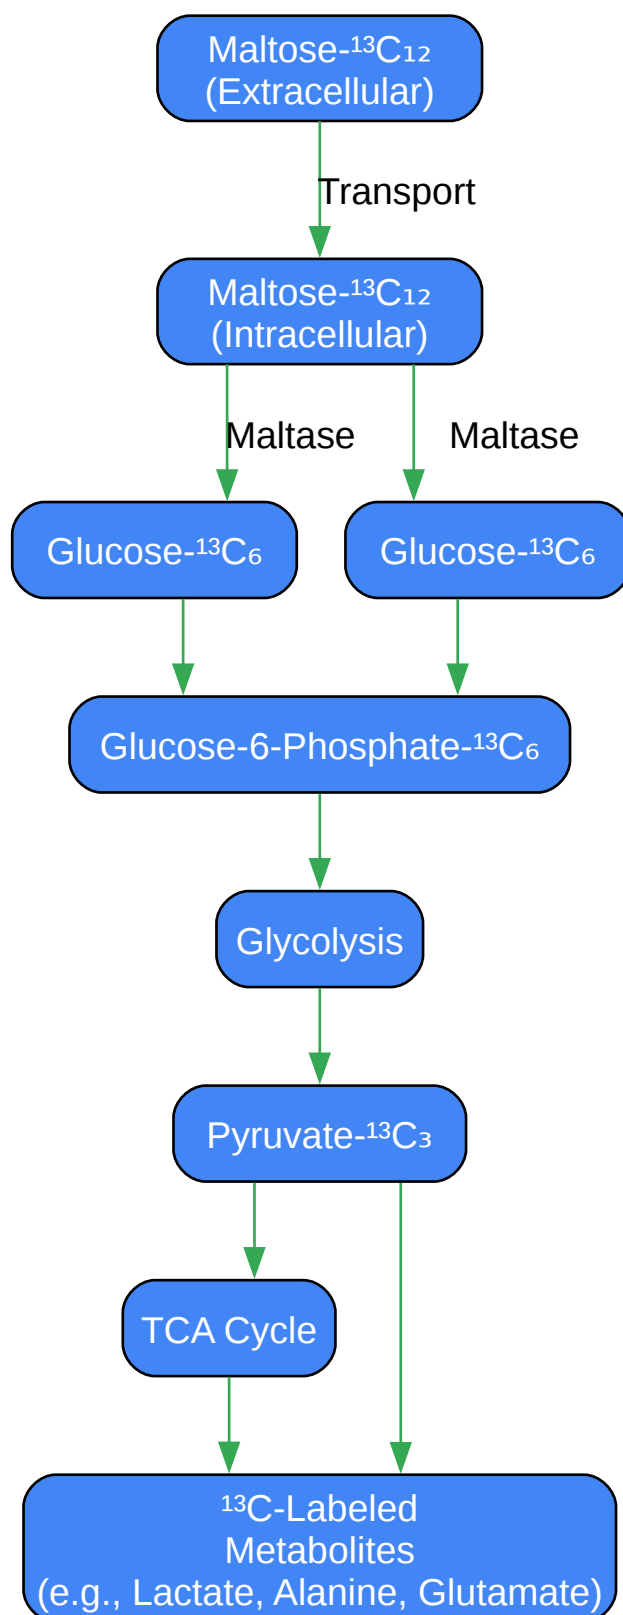 Maltose-¹³C₁₂
(Extracellular)
Transport
Maltose-¹³C₁₂
(Intracellular)
Maltase Maltase
Glucose-¹³C₆ Glucose-¹³C₆
Glucose-6-Phosphate-¹³C₆
Glycolysis
Pyruvate-¹³C₃
TCA Cycle
¹³C-Labeled
Metabolites
(e.g., Lactate, Alanine, Glutamate)